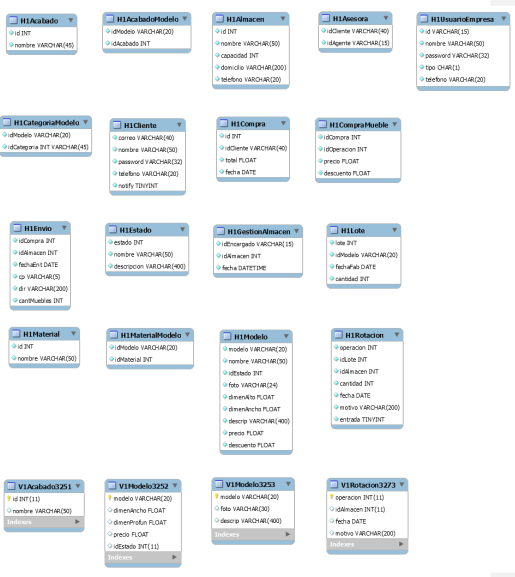 H1Acabado
id INT
nombre VARCHAR(45)
H1AcabadoModelo
idModelo VARCHAR(20)
idAcabado INT
H1Almacen
id INT
nombre VARCHAR(50)
capacidad INT
domicilio VARCHAR(200)
telefono VARCHAR(20)
H1Asesora
idCliente VARCHAR(40)
idAgente VARCHAR(15)
H1UsuarioEmpresa
id VARCHAR(15)
nombre VARCHAR(50)
password VARCHAR(32)
tipo CHAR(1)
telefono VARCHAR(20)
H1CategoriaModelo
idModelo VARCHAR(20)
idCategoria INT VARCHAR(45)
H1Cliente
correo VARCHAR(40)
nombre VARCHAR(50)
password VARCHAR(32)
telefono VARCHAR(20)
notify TINYINT
H1Compra
id INT
idCliente VARCHAR(40)
total FLOAT
fecha DATE
H1CompraMueble
idCompra INT
idOperacion INT
precio FLOAT
descuento FLOAT
H1Envio
idCompra INT
idAlmacen INT
fechaEnt DATE
cp VARCHAR(5)
dir VARCHAR(200)
cantMuebles INT
H1Estado
estado INT
nombre VARCHAR(50)
descripcion VARCHAR(400)
H1GestionAlmacen
idEncargado VARCHAR(15)
idAlmacen INT
fecha DATETIME
H1Lote
lote INT
idModelo VARCHAR(20)
fechaFab DATE
cantidad INT
H1Material
id INT
nombre VARCHAR(50)
H1MaterialModelo
idModelo VARCHAR(20)
idMaterial INT
H1Modelo
modelo VARCHAR(20)
nombre VARCHAR(50)
idEstado INT
foto VARCHAR(24)
dimenAlto FLOAT
dimenAncho FLOAT
descrip VARCHAR(400)
precio FLOAT
descuento FLOAT
H1Rotacion
operacion INT
idLote INT
idAlmacen INT
cantidad INT
fecha DATE
motivo VARCHAR(200)
entrada TINYINT
V1Acabado3251
id INT(11)
nombre VARCHAR(50)
Indexes
V1Modelo3252
modelo VARCHAR(20)
dimenAncho FLOAT
dimenProfun FLOAT
precio FLOAT
idEstado INT(11)
Indexes
V1Modelo3253
modelo VARCHAR(20)
foto VARCHAR(30)
descrip VARCHAR(400)
Indexes
V1Rotacion3273
operacion INT(11)
idAlmacen INT(11)
fecha DATE
motivo VARCHAR(200)
Indexes